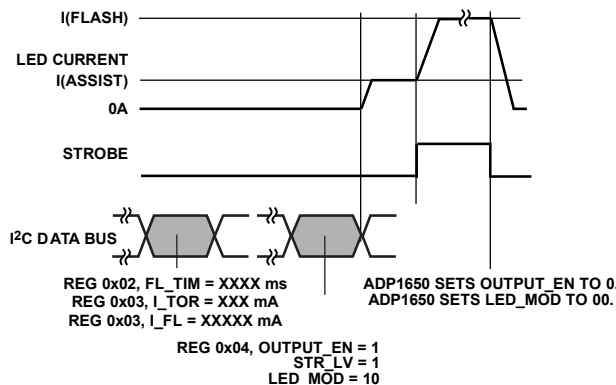 I(FLASH)
LED CURRENT
I(ASSIST)
0A
STROBE
I2C DATA BUS
REG 0x02, FL_TIM = XXXX ms
REG 0x03, I_TOR = XXX mA
REG 0x03, I_FL = XXXXX mA
ADP1650 SETS OUTPUT_EN TO 0.
ADP1650 SETS LED_MOD TO 00.
REG 0x04, OUTPUT_EN = 1
STR_LV = 1
LED_MOD = 10